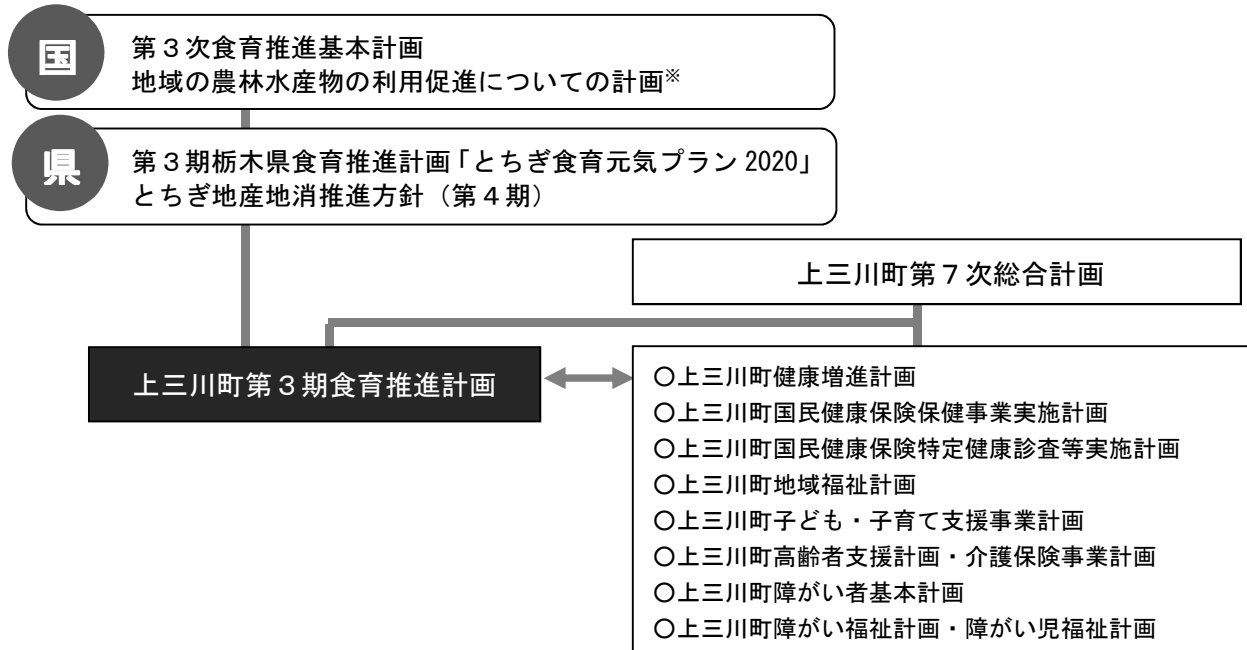 国
第３次食育推進基本計画
地域の農林水産物の利用促進についての計画※
県
第３期栃木県食育推進計画「とちぎ食育元気プラン 2020」
とちぎ地産地消推進方針（第４期）
上三川町第７次総合計画
上三川町第３期食育推進計画
〇上三川町健康増進計画
〇上三川町国民健康保険保健事業実施計画
〇上三川町国民健康保険特定健康診査等実施計画
〇上三川町地域福祉計画
〇上三川町子ども・子育て支援事業計画
〇上三川町高齢者支援計画・介護保険事業計画
〇上三川町障がい者基本計画
〇上三川町障がい福祉計画・障がい児福祉計画